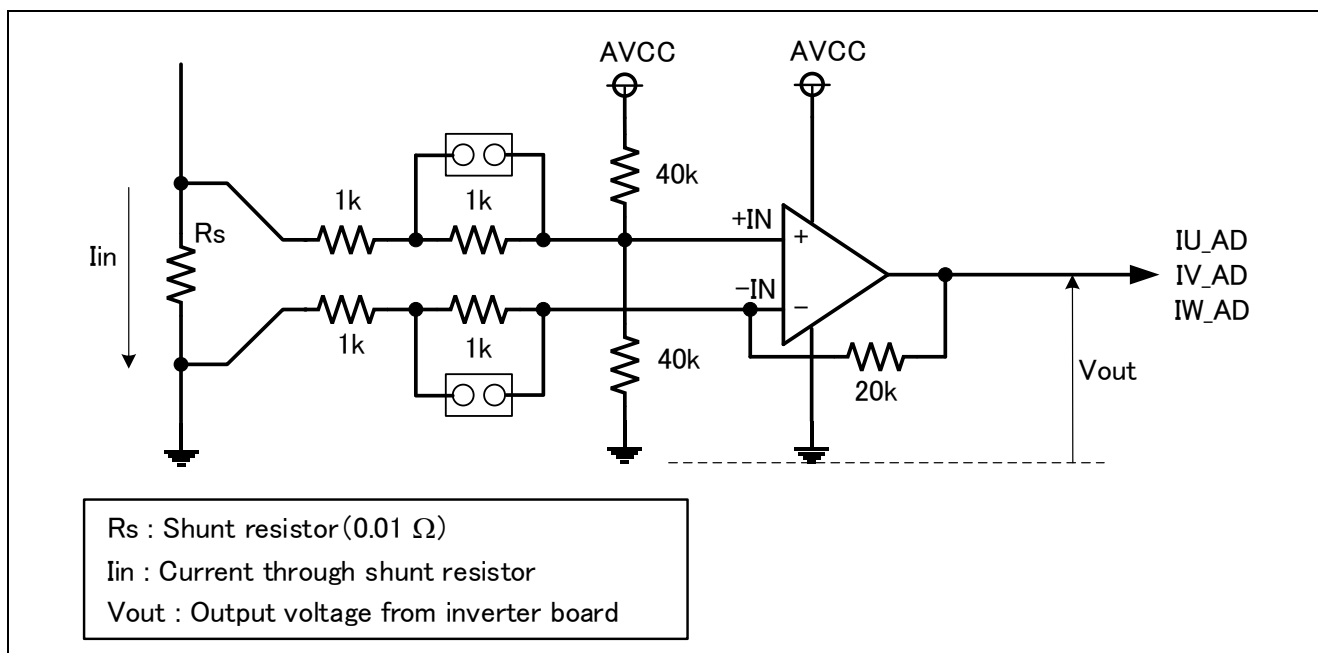 AVCC
AVCC
1k
1k
40k
+IN
+
IU_AD
Rs
Iin
IV_AD
-IN
−
IW_AD
1k
1k
40k
20k
Vout
Rs : Shunt resistor(0.01 Ω)
Iin : Current through shunt resistor
Vout : Output voltage from inverter board